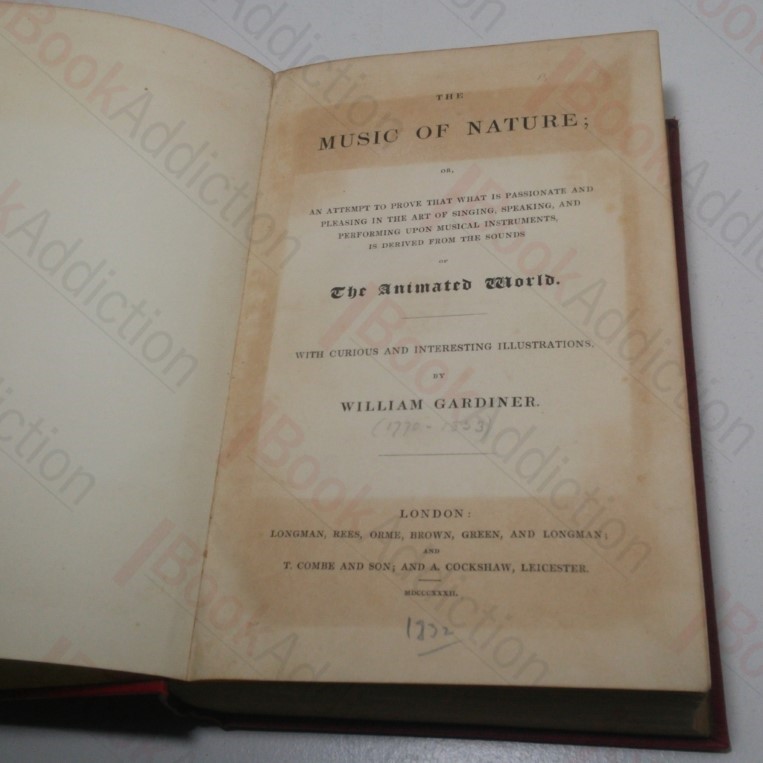 THE
MUSIC OF NATURE;
OR,
AN ATTEMPT TO PROVE THAT WHAT IS PASSIONATE AND
PLEASING IN THE ART OF SINGING, SPEAKING, AND
PERFORMING UPON MUSICAL INSTRUMENTS,
IS DERIVED FROM THE SOUNDS
OF
The Animated World.
WITH CURIOUS AND INTERESTING ILLUSTRATIONS.
BY
WILLIAM GARDINER.
(1770-1853)
LONDON:
LONGMAN, REES, ORME, BROWN, GREEN, AND LONGMAN;
AND
T. COMBE AND SON; AND A. COCKSHAW, LEICESTER.
MDCCCXXXII.
1832
BookAddiction